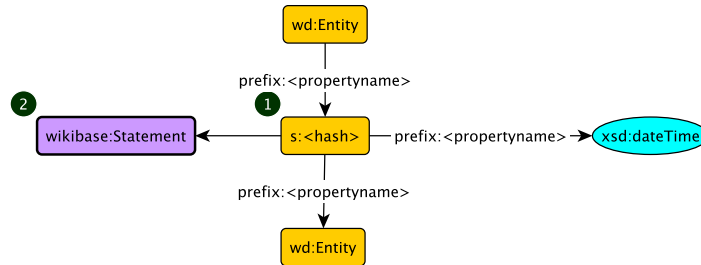 wd:Entity
prefix:<propertyname>
2
1
wikibase:Statement
s:<hash>
prefix:<propertyname>
xsd:dateTime
prefix:<propertyname>
wd:Entity